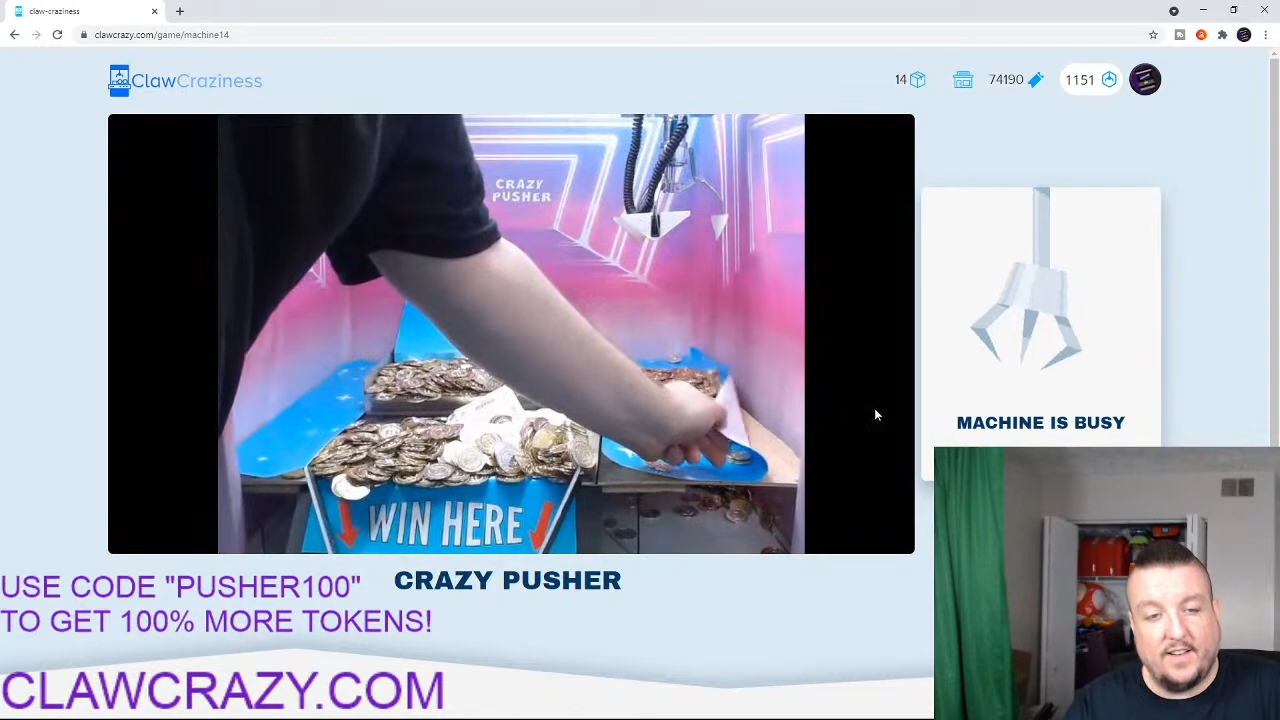 claw-craziness
clawcrazy.com/game/machine14
ClawCraziness
14
74190
1151
CRAZY
PUSHER
WIN HERE
MACHINE IS BUSY
CRAZY PUSHER
USE CODE "PUSHER100"
TO GET 100% MORE TOKENS!
CLAWCRAZY.COM